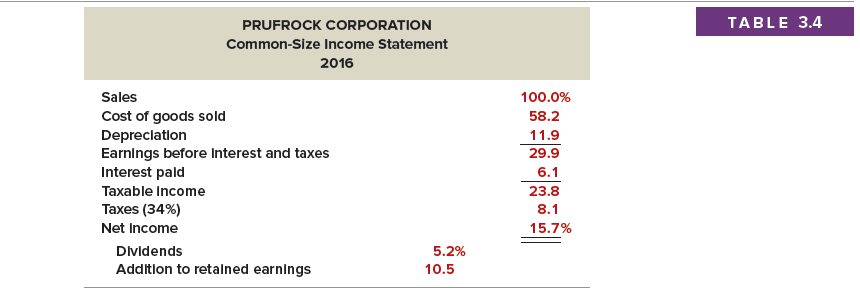 PRUFROCK CORPORATION
Common-Size Income Statement
2016
TABLE 3.4
Sales 100.0%
Cost of goods sold 58.2
Depreciation 11.9
Earnings before interest and taxes 29.9
Interest paid 6.1
Taxable income 23.8
Taxes (34%) 8.1
Net income 15.7%
Dividends 5.2%
Addition to retained earnings 10.5